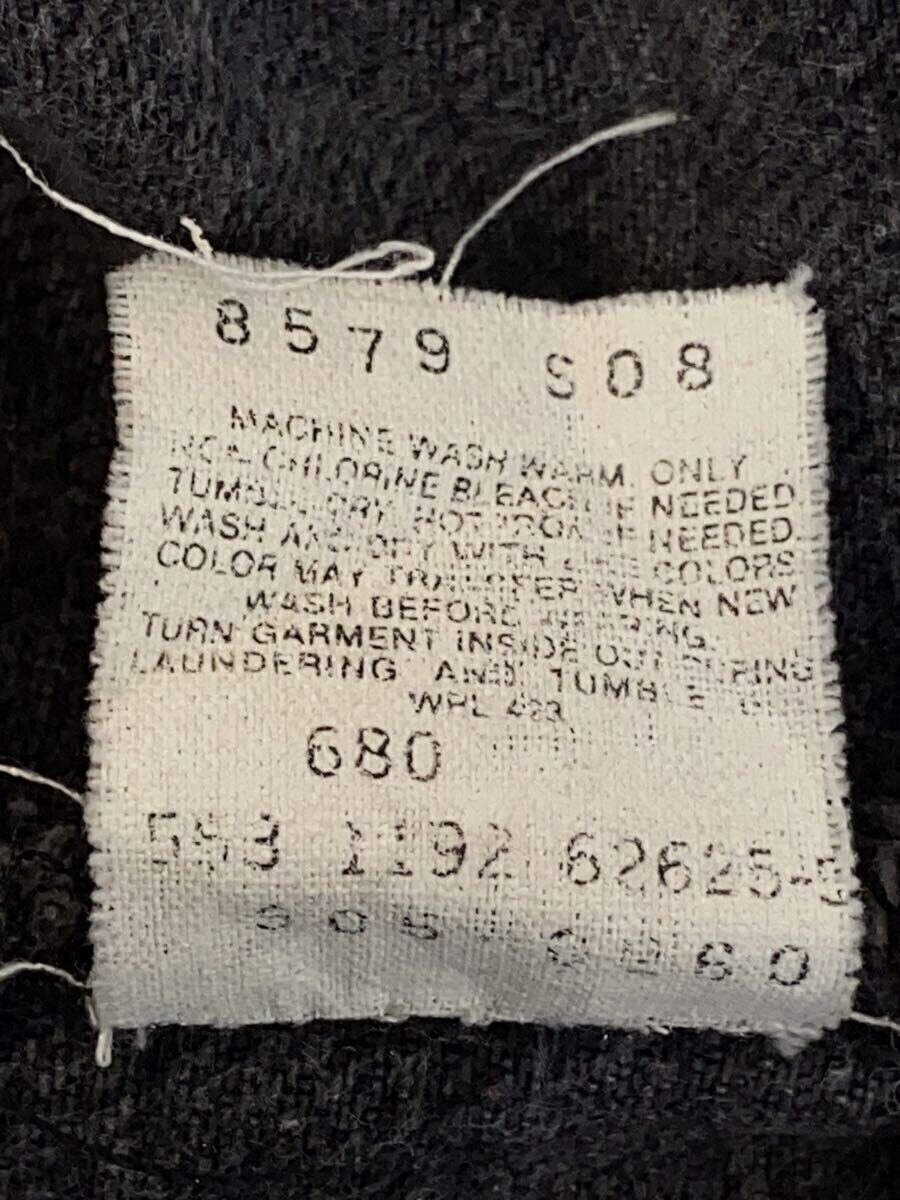 8579 S08
MACHINE WASH WARM. ONLY
NON-CHLORINE BLEACH IF NEEDED
TUMBLE DRY. HOT IRON IF NEEDED.
WASH AND DRY WITH LIKE COLORS
COLOR MAY TRANSFER WHEN NEW
WASH BEFORE WEARING.
TURN GARMENT INSIDE OUT DURING
LAUNDERING AND TUMBLE
WPL 423
680
553 1192 62625